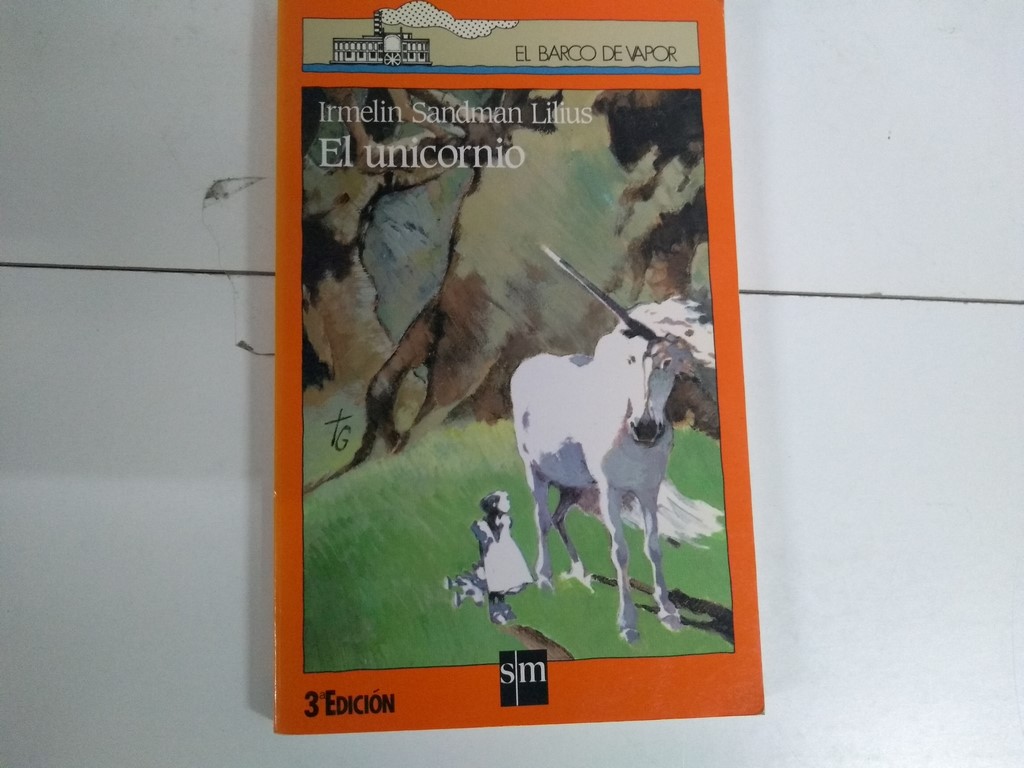 EL BARCO DE VAPOR
Irmelin Sandman Lilius
El unicornio
TG
sm
3ª EDICIÓN